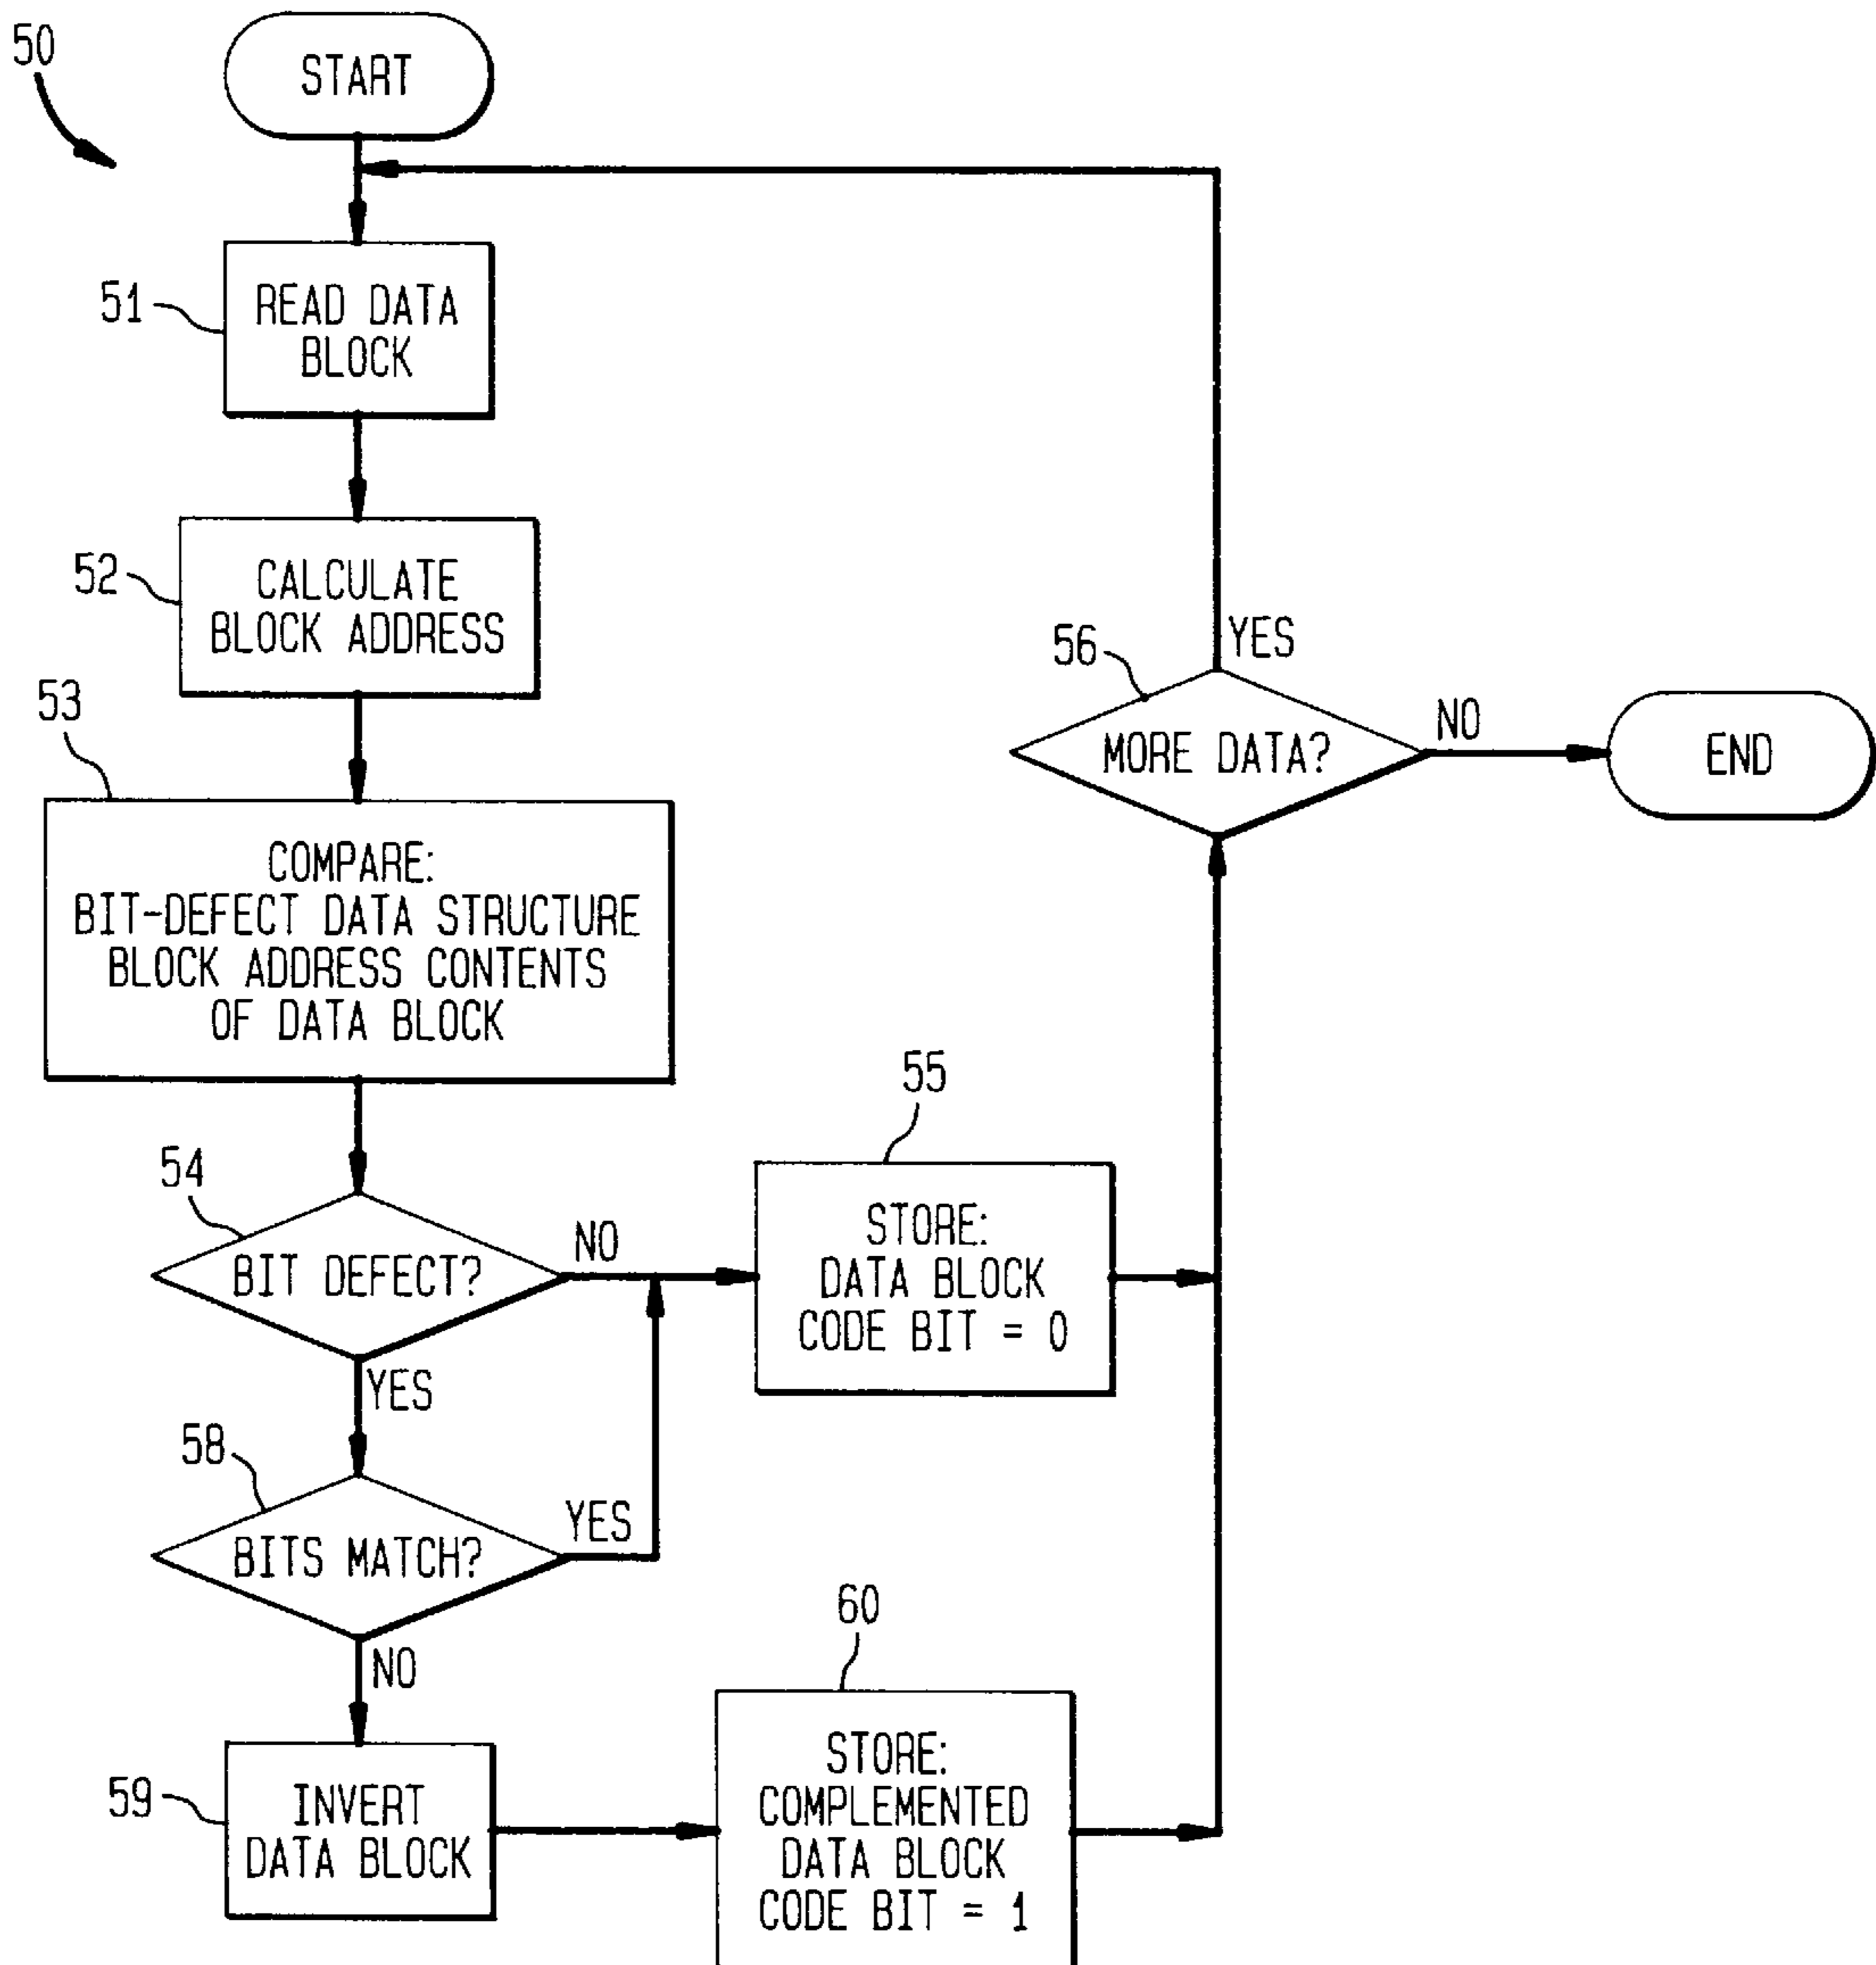 50
START
51
READ DATA
BLOCK
52
CALCULATE
BLOCK ADDRESS
53
COMPARE:
BIT-DEFECT DATA STRUCTURE
BLOCK ADDRESS CONTENTS
OF DATA BLOCK
54
BIT DEFECT?
NO
YES
55
STORE:
DATA BLOCK
CODE BIT = 0
56
MORE DATA?
YES
NO
END
58
BITS MATCH?
YES
NO
59
INVERT
DATA BLOCK
60
STORE:
COMPLEMENTED
DATA BLOCK
CODE BIT = 1